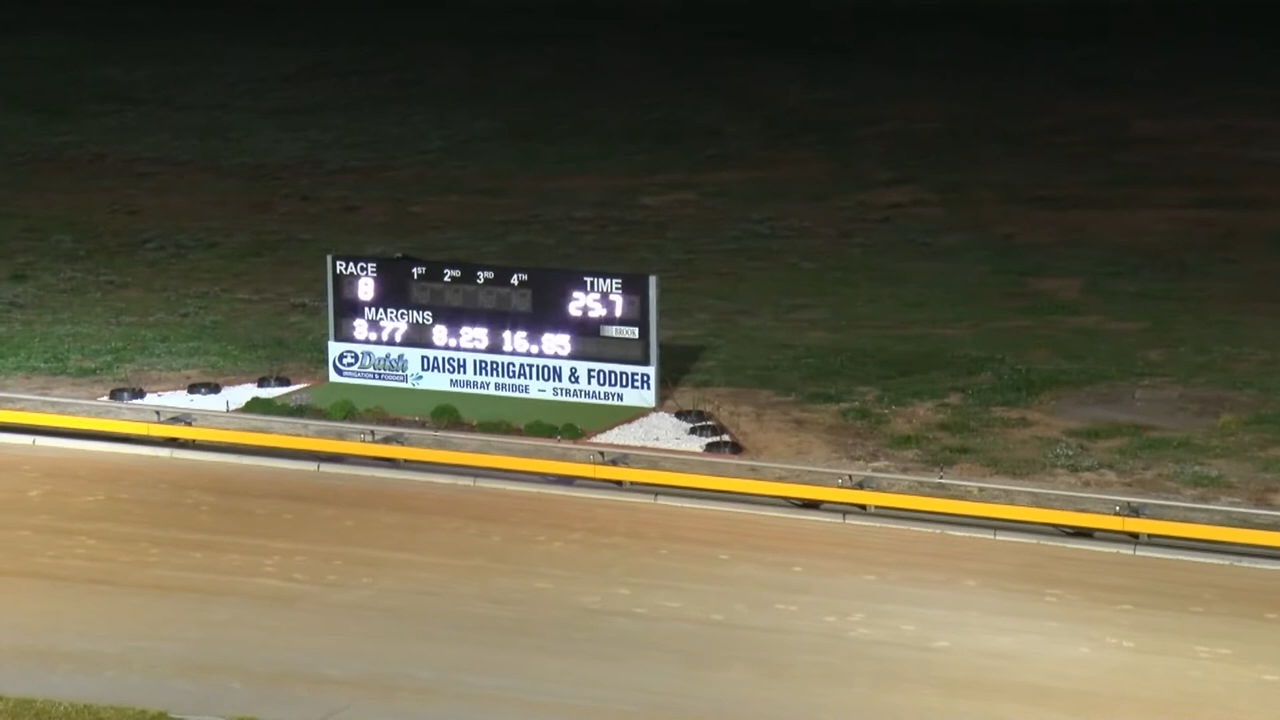 RACE 1ST 2ND 3RD 4TH TIME
8 25.7
MARGINS
3.77 8.25 16.85
BROOK
Daish DAISH IRRIGATION & FODDER
IRRIGATION & FODDER MURRAY BRIDGE – STRATHALBYN